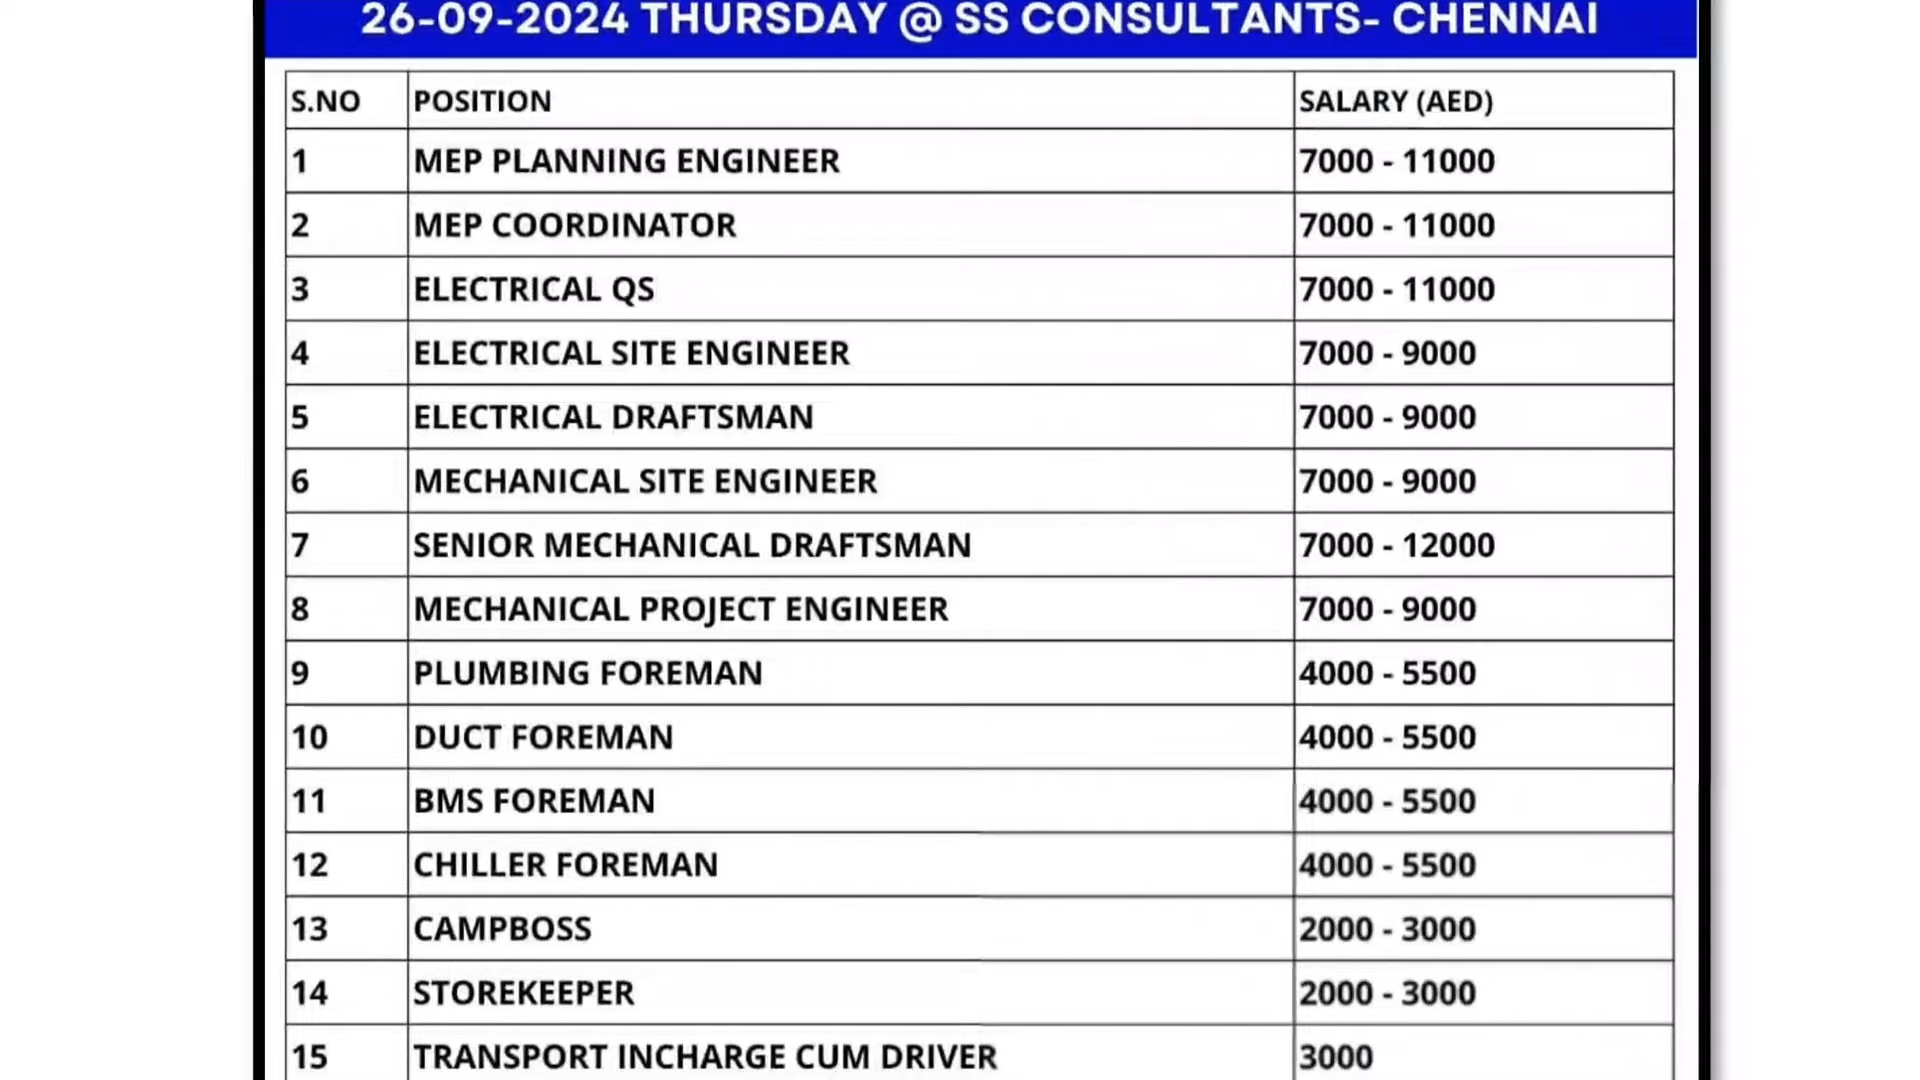 26-09-2024 THURSDAY @ SS CONSULTANTS- CHENNAI
S.NO POSITION SALARY (AED)
1 MEP PLANNING ENGINEER 7000 - 11000
2 MEP COORDINATOR 7000 - 11000
3 ELECTRICAL QS 7000 - 11000
4 ELECTRICAL SITE ENGINEER 7000 - 9000
5 ELECTRICAL DRAFTSMAN 7000 - 9000
6 MECHANICAL SITE ENGINEER 7000 - 9000
7 SENIOR MECHANICAL DRAFTSMAN 7000 - 12000
8 MECHANICAL PROJECT ENGINEER 7000 - 9000
9 PLUMBING FOREMAN 4000 - 5500
10 DUCT FOREMAN 4000 - 5500
11 BMS FOREMAN 4000 - 5500
12 CHILLER FOREMAN 4000 - 5500
13 CAMPBOSS 2000 - 3000
14 STOREKEEPER 2000 - 3000
15 TRANSPORT INCHARGE CUM DRIVER 3000